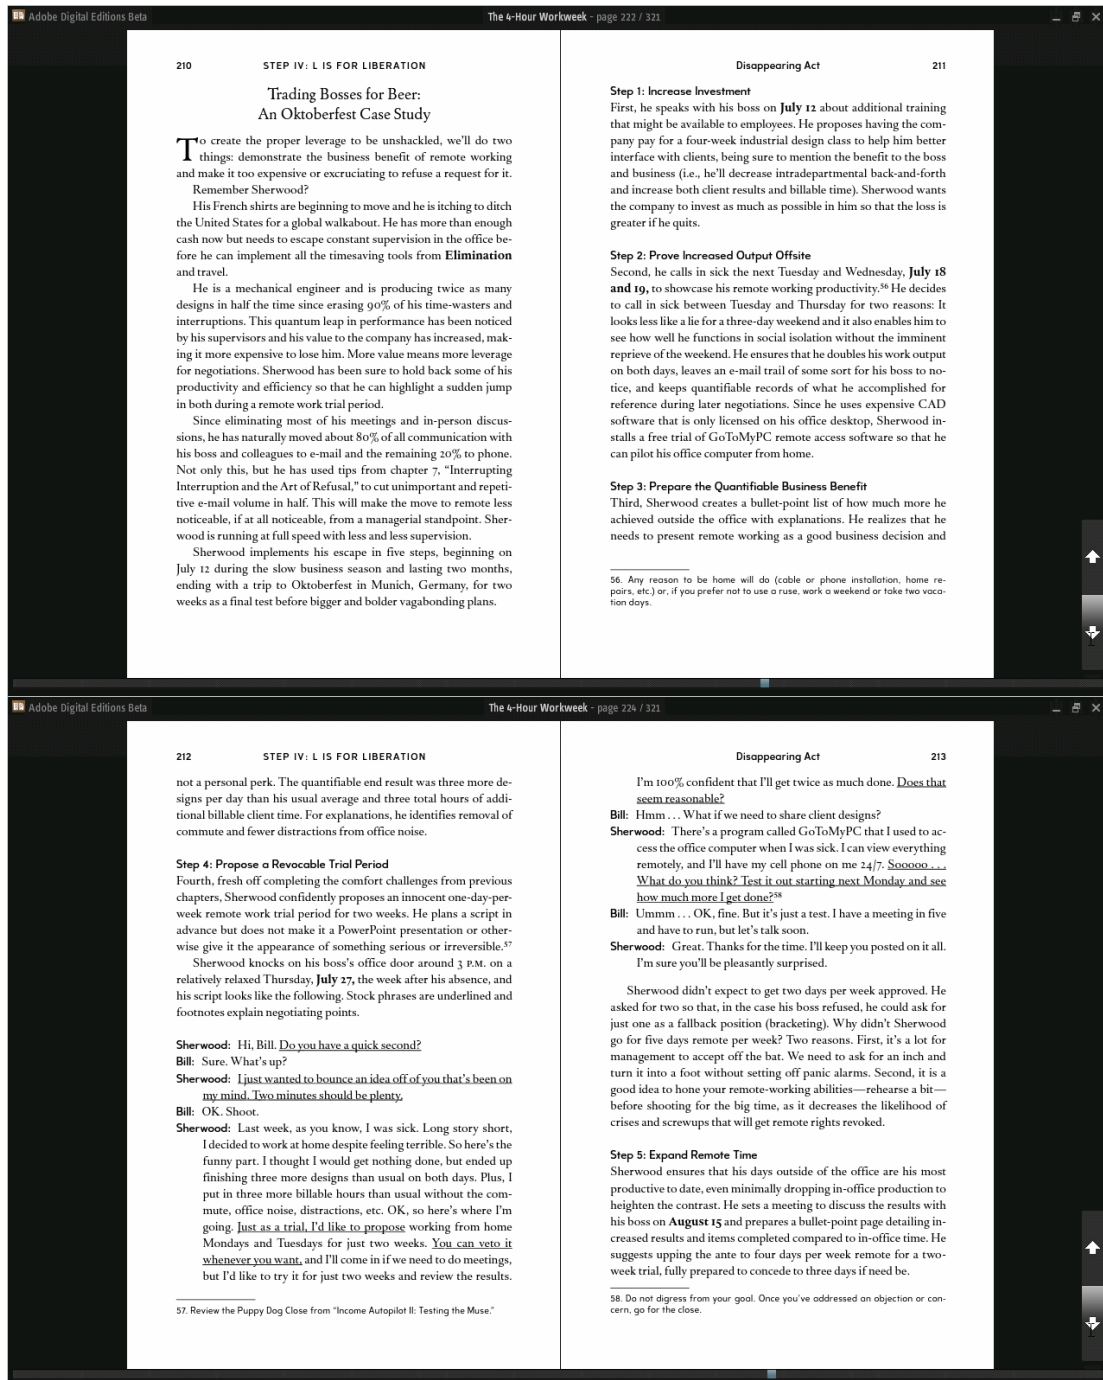 Adobe Digital Editions Beta
The 4-Hour Workweek - page 222 / 321
210
STEP IV: L IS FOR LIBERATION
Trading Bosses for Beer:
An Oktoberfest Case Study
To create the proper leverage to be unshackled, we'll do two
things: demonstrate the business benefit of remote working
and make it too expensive or excruciating to refuse a request for it.
Remember Sherwood?
His French shirts are beginning to move and he is itching to ditch
the United States for a global walkabout. He has more than enough
cash now but needs to escape constant supervision in the office be-
fore he can implement all the timesaving tools from Elimination
and travel.
He is a mechanical engineer and is producing twice as many
designs in half the time since erasing 90% of his time-wasters and
interruptions. This quantum leap in performance has been noticed
by his supervisors and his value to the company has increased, mak-
ing it more expensive to lose him. More value means more leverage
for negotiations. Sherwood has been sure to hold back some of his
productivity and efficiency so that he can highlight a sudden jump
in both during a remote work trial period.
Since eliminating most of his meetings and in-person discus-
sions, he has naturally moved about 80% of all communication with
his boss and colleagues to e-mail and the remaining 20% to phone.
Not only this, but he has used tips from chapter 7, “Interrupting
Interruption and the Art of Refusal,” to cut unimportant and repeti-
tive e-mail volume in half. This will make the move to remote less
noticeable, if at all noticeable, from a managerial standpoint. Sher-
wood is running at full speed with less and less supervision.
Sherwood implements his escape in five steps, beginning on
July 12 during the slow business season and lasting two months,
ending with a trip to Oktoberfest in Munich, Germany, for two
weeks as a final test before bigger and bolder vagabonding plans.
Disappearing Act
211
Step 1: Increase Investment
First, he speaks with his boss on July 12 about additional training
that might be available to employees. He proposes having the com-
pany pay for a four-week industrial design class to help him better
interface with clients, being sure to mention the benefit to the boss
and business (i.e., he'll decrease intradepartmental back-and-forth
and increase both client results and billable time). Sherwood wants
the company to invest as much as possible in him so that the loss is
greater if he quits.
Step 2: Prove Increased Output Offsite
Second, he calls in sick the next Tuesday and Wednesday, July 18
and 19, to showcase his remote working productivity.56 He decides
to call in sick between Tuesday and Thursday for two reasons: It
looks less like a lie for a three-day weekend and it also enables him to
see how well he functions in social isolation without the imminent
reprieve of the weekend. He ensures that he doubles his work output
on both days, leaves an e-mail trail of some sort for his boss to no-
tice, and keeps quantifiable records of what he accomplished for
reference during later negotiations. Since he uses expensive CAD
software that is only licensed on his office desktop, Sherwood in-
stalls a free trial of GoToMyPC remote access software so that he
can pilot his office computer from home.
Step 3: Prepare the Quantifiable Business Benefit
Third, Sherwood creates a bullet-point list of how much more he
achieved outside the office with explanations. He realizes that he
needs to present remote working as a good business decision and
56. Any reason to be home will do (cable or phone installation, home re-
pairs, etc.) or, if you prefer not to use a ruse, work a weekend or take two vaca-
tion days.
Adobe Digital Editions Beta
The 4-Hour Workweek - page 224 / 321
212
STEP IV: L IS FOR LIBERATION
not a personal perk. The quantifiable end result was three more de-
signs per day than his usual average and three total hours of addi-
tional billable client time. For explanations, he identifies removal of
commute and fewer distractions from office noise.
Step 4: Propose a Revocable Trial Period
Fourth, fresh off completing the comfort challenges from previous
chapters, Sherwood confidently proposes an innocent one-day-per-
week remote work trial period for two weeks. He plans a script in
advance but does not make it a PowerPoint presentation or other-
wise give it the appearance of something serious or irreversible.57
Sherwood knocks on his boss's office door around 3 P.M. on a
relatively relaxed Thursday, July 27, the week after his absence, and
his script looks like the following. Stock phrases are underlined and
footnotes explain negotiating points.
Sherwood: Hi, Bill. Do you have a quick second?
Bill: Sure. What's up?
Sherwood: I just wanted to bounce an idea off of you that's been on
my mind. Two minutes should be plenty.
Bill: OK. Shoot.
Sherwood: Last week, as you know, I was sick. Long story short,
I decided to work at home despite feeling terrible. So here's the
funny part. I thought I would get nothing done, but ended up
finishing three more designs than usual on both days. Plus, I
put in three more billable hours than usual without the com-
mute, office noise, distractions, etc. OK, so here's where I'm
going. Just as a trial, I'd like to propose working from home
Mondays and Tuesdays for just two weeks. You can veto it
whenever you want, and I'll come in if we need to do meetings,
but I'd like to try it for just two weeks and review the results.
57. Review the Puppy Dog Close from “Income Autopilot II: Testing the Muse.”
Disappearing Act
213
I'm 100% confident that I'll get twice as much done. Does that
seem reasonable?
Bill: Hmm . . . What if we need to share client designs?
Sherwood: There's a program called GoToMyPC that I used to ac-
cess the office computer when I was sick. I can view everything
remotely, and I'll have my cell phone on me 24/7. Sooooo . . .
What do you think? Test it out starting next Monday and see
how much more I get done?58
Bill: Ummm . . . OK, fine. But it's just a test. I have a meeting in five
and have to run, but let's talk soon.
Sherwood: Great. Thanks for the time. I'll keep you posted on it all.
I'm sure you'll be pleasantly surprised.
Sherwood didn't expect to get two days per week approved. He
asked for two so that, in the case his boss refused, he could ask for
just one as a fallback position (bracketing). Why didn't Sherwood
go for five days remote per week? Two reasons. First, it's a lot for
management to accept off the bat. We need to ask for an inch and
turn it into a foot without setting off panic alarms. Second, it is a
good idea to hone your remote-working abilities—rehearse a bit—
before shooting for the big time, as it decreases the likelihood of
crises and screwups that will get remote rights revoked.
Step 5: Expand Remote Time
Sherwood ensures that his days outside of the office are his most
productive to date, even minimally dropping in-office production to
heighten the contrast. He sets a meeting to discuss the results with
his boss on August 15 and prepares a bullet-point page detailing in-
creased results and items completed compared to in-office time. He
suggests upping the ante to four days per week remote for a two-
week trial, fully prepared to concede to three days if need be.
58. Do not digress from your goal. Once you've addressed an objection or con-
cern, go for the close.